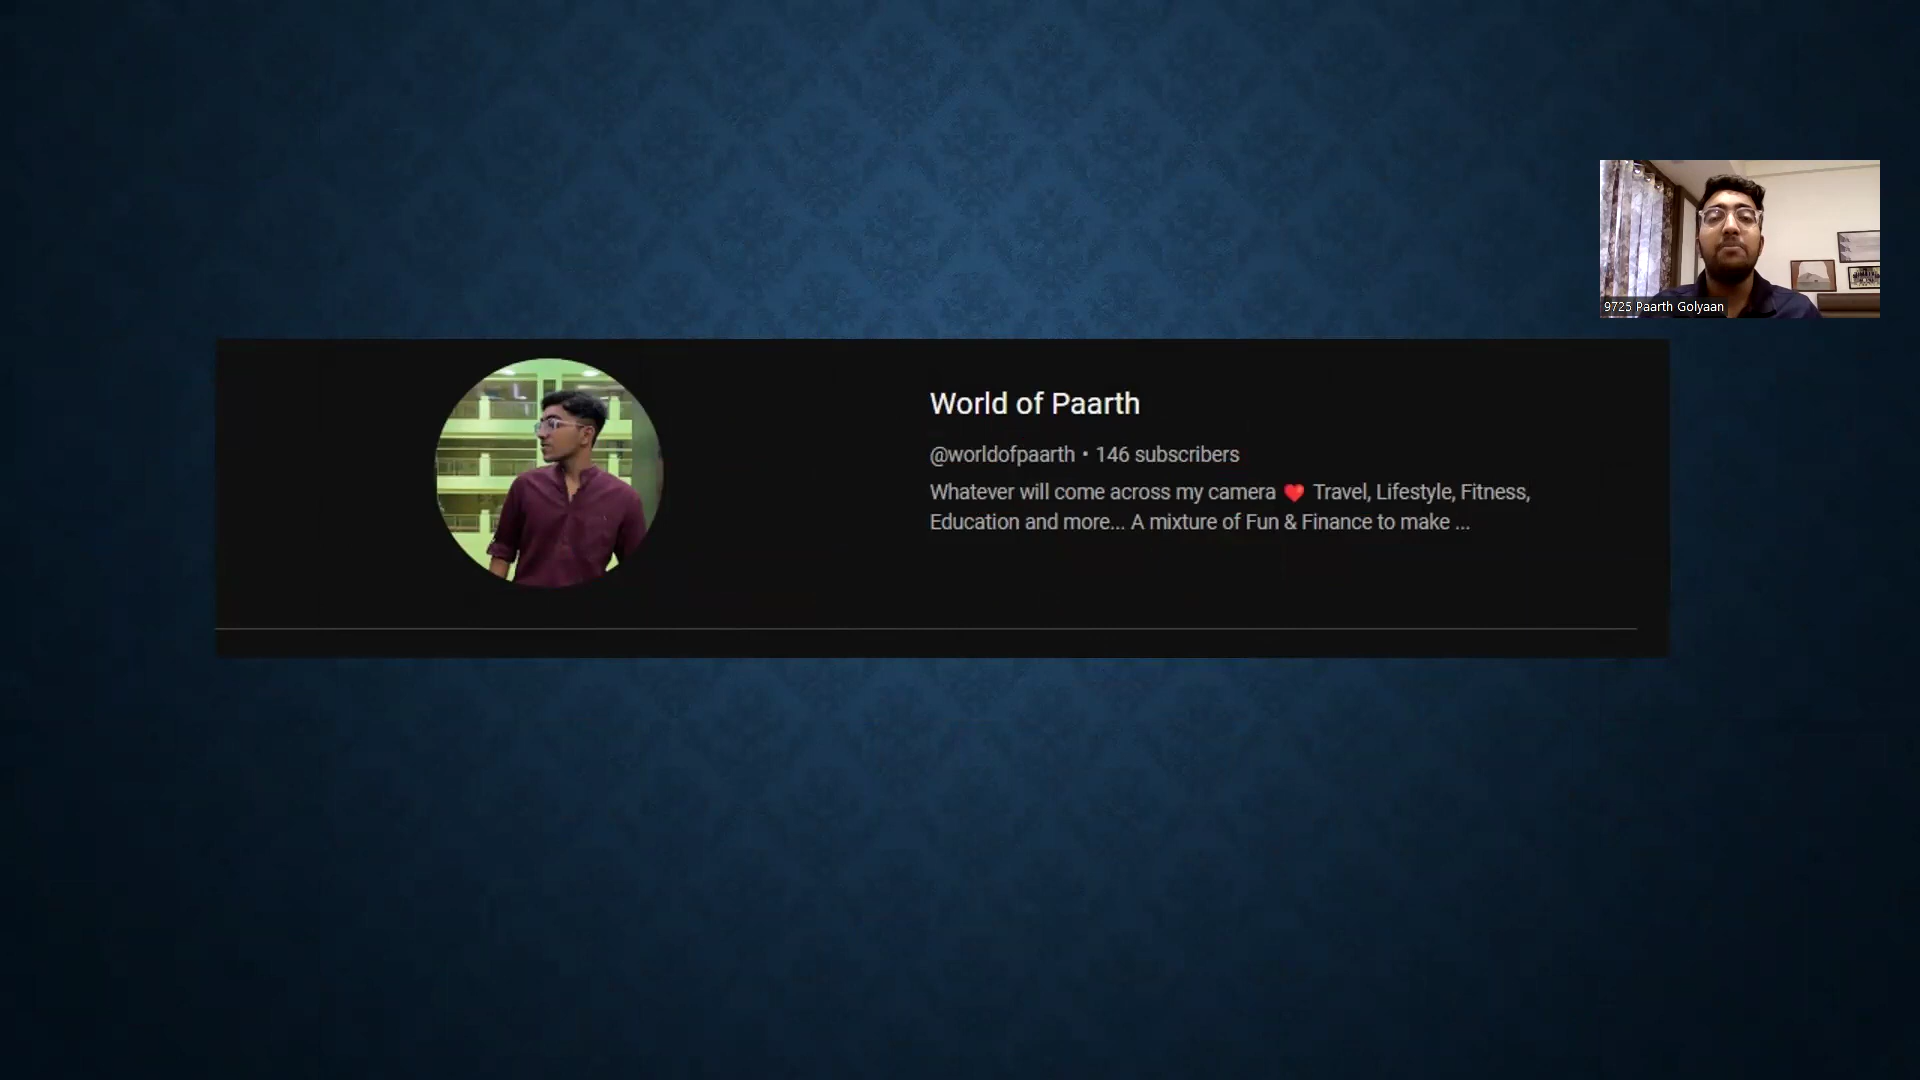 9725 Paarth Golyaan
World of Paarth
@worldofpaarth • 146 subscribers
Whatever will come across my camera ❤️ Travel, Lifestyle, Fitness,
Education and more... A mixture of Fun & Finance to make ...